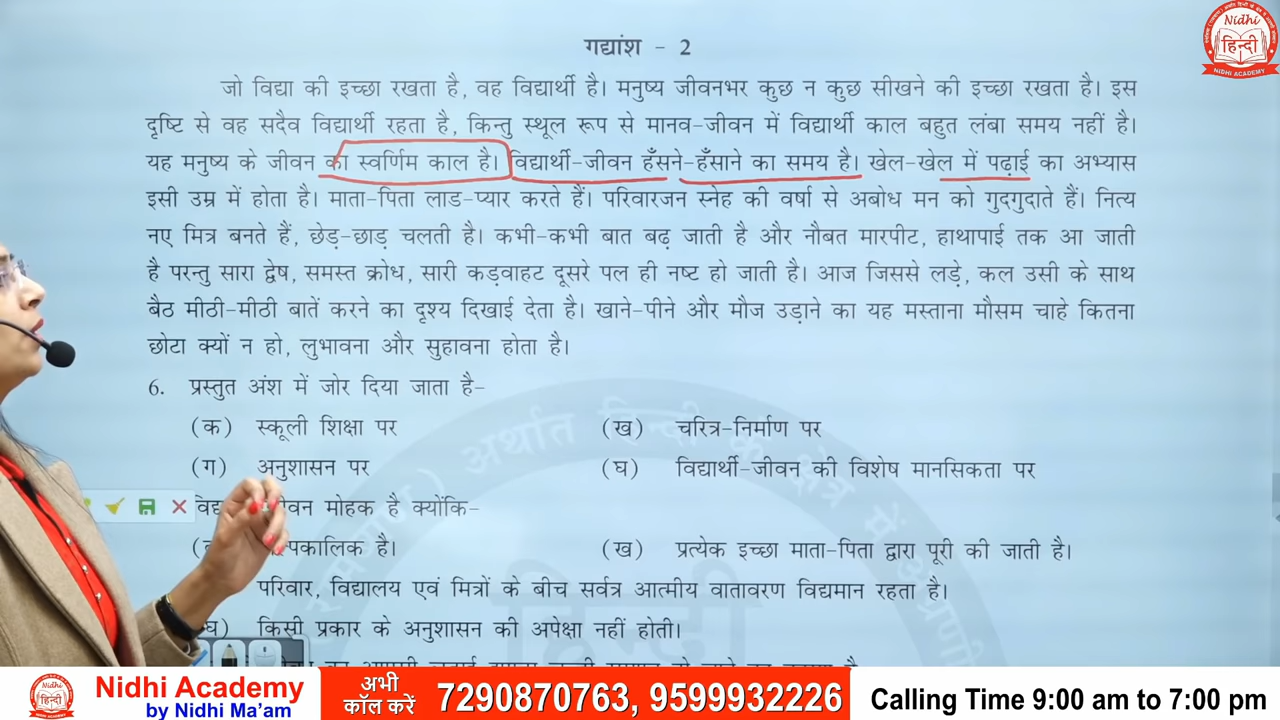 गद्यांश - 2
जो विद्या की इच्छा रखता है, वह विद्यार्थी है। मनुष्य जीवनभर कुछ न कुछ सीखने की इच्छा रखता है। इस
दृष्टि से वह सदैव विद्यार्थी रहता है, किन्तु स्थूल रूप से मानव-जीवन में विद्यार्थी काल बहुत लंबा समय नहीं है।
यह मनुष्य के जीवन का स्वर्णिम काल है। विद्यार्थी-जीवन हँसने-हँसाने का समय है। खेल-खेल में पढ़ाई का अभ्यास
इसी उम्र में होता है। माता-पिता लाड-प्यार करते हैं। परिवारजन स्नेह की वर्षा से अबोध मन को गुदगुदाते हैं। नित्य
नए मित्र बनते हैं, छेड़-छाड़ चलती है। कभी-कभी बात बढ़ जाती है और नौबत मारपीट, हाथापाई तक आ जाती
है परन्तु सारा द्वेष, समस्त क्रोध, सारी कड़वाहट दूसरे पल ही नष्ट हो जाती है। आज जिससे लड़े, कल उसी के साथ
बैठ मीठी-मीठी बातें करने का दृश्य दिखाई देता है। खाने-पीने और मौज उड़ाने का यह मस्ताना मौसम चाहे कितना
छोटा क्यों न हो, लुभावना और सुहावना होता है।
6. प्रस्तुत अंश में जोर दिया जाता है-
(क) स्कूली शिक्षा पर (ख) चरित्र-निर्माण पर
(ग) अनुशासन पर (घ) विद्यार्थी-जीवन की विशेष मानसिकता पर
मोहक है क्योंकि-
(ख) प्रत्येक इच्छा माता-पिता द्वारा पूरी की जाती है।
परिवार, विद्यालय एवं मित्रों के बीच सर्वत्र आत्मीय वातावरण विद्यमान रहता है।
घ) किसी प्रकार के अनुशासन की अपेक्षा नहीं होती।
Nidhi
हिन्दी
NIDHI ACADEMY
Nidhi Academy
by Nidhi Ma'am
अभी
कॉल करें
7290870763, 9599932226
Calling Time 9:00 am to 7:00 pm